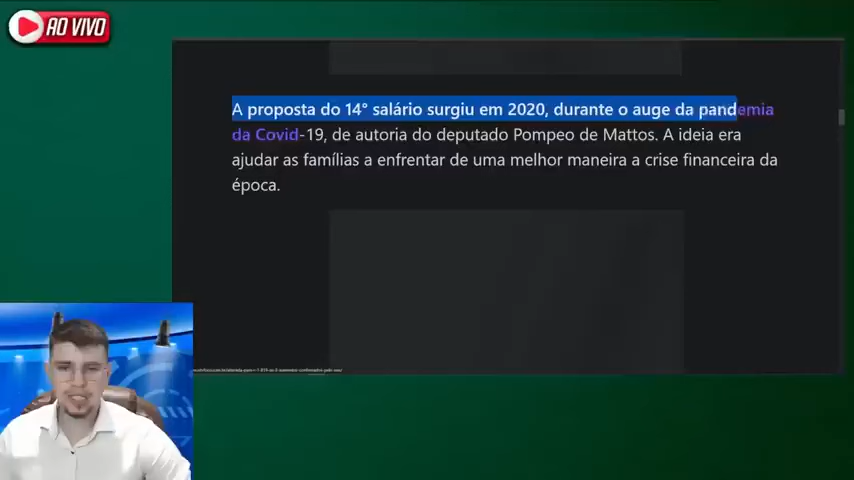 AO VIVO
A proposta do 14° salário surgiu em 2020, durante o auge da pandemia
da Covid-19, de autoria do deputado Pompeo de Mattos. A ideia era
ajudar as famílias a enfrentar de uma melhor maneira a crise financeira da
época.